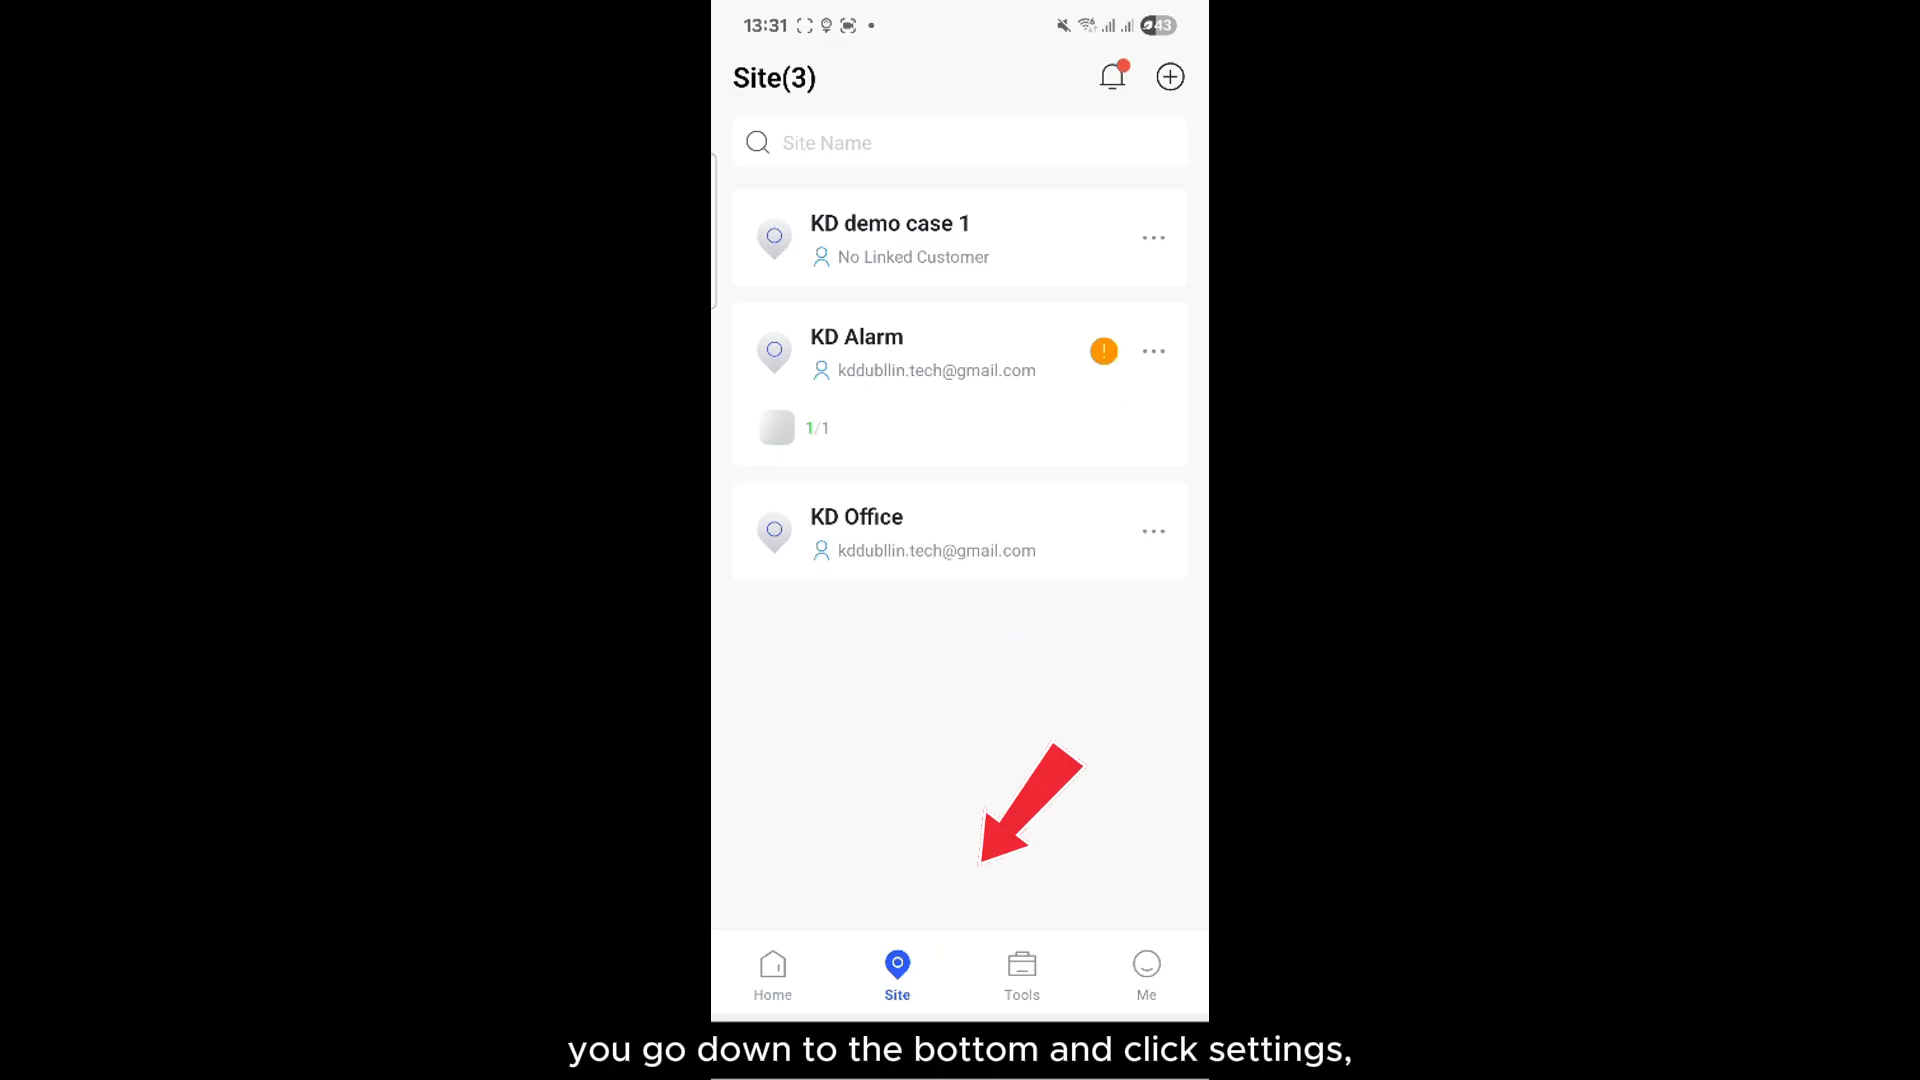 13:31
43
Site(3)
Site Name
KD demo case 1
No Linked Customer
KD Alarm
kddubllin.tech@gmail.com
1/1
KD Office
kddubllin.tech@gmail.com
Home
Site
Tools
Me
you go down to the bottom and click settings,